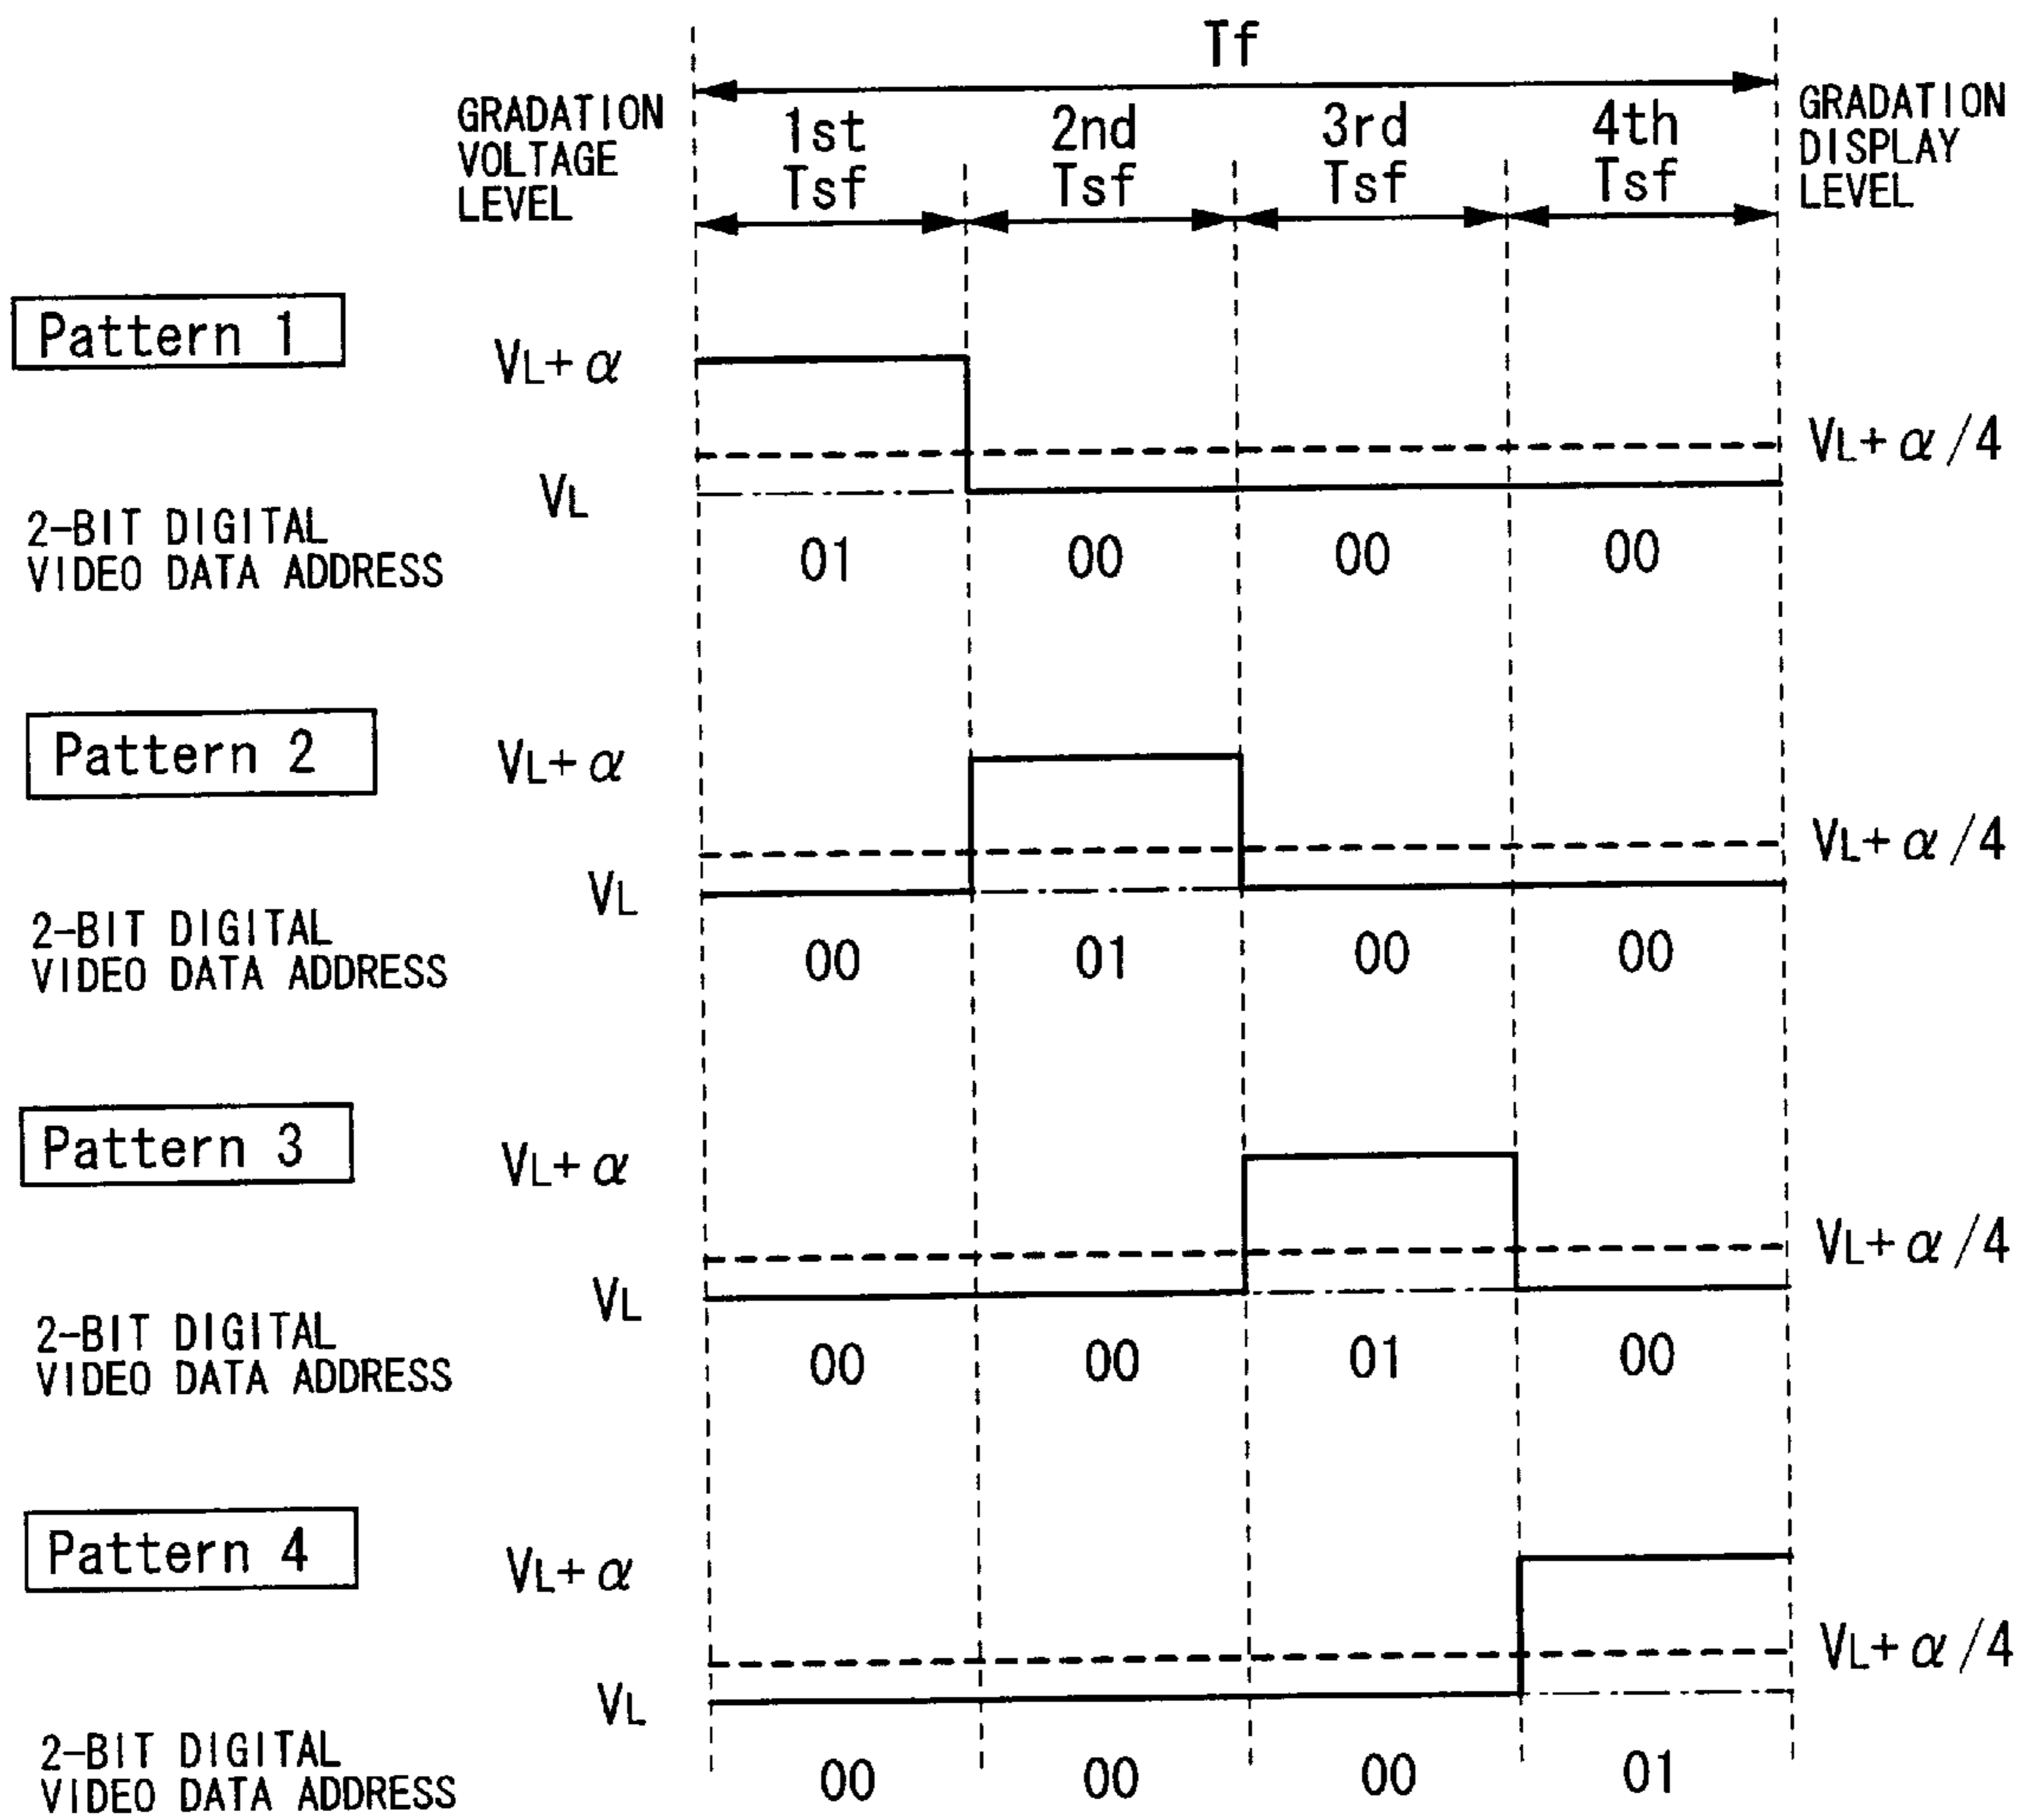 Tf
GRADATION
VOLTAGE
LEVEL
1st
Tsf
2nd
Tsf
3rd
Tsf
4th
Tsf
GRADATION
DISPLAY
LEVEL
Pattern 1
VL+α
VL+α/4
VL
2-BIT DIGITAL
VIDEO DATA ADDRESS
01 00 00 00
Pattern 2
VL+α
VL+α/4
VL
2-BIT DIGITAL
VIDEO DATA ADDRESS
00 01 00 00
Pattern 3
VL+α
VL+α/4
VL
2-BIT DIGITAL
VIDEO DATA ADDRESS
00 00 01 00
Pattern 4
VL+α
VL+α/4
VL
2-BIT DIGITAL
VIDEO DATA ADDRESS
00 00 00 01